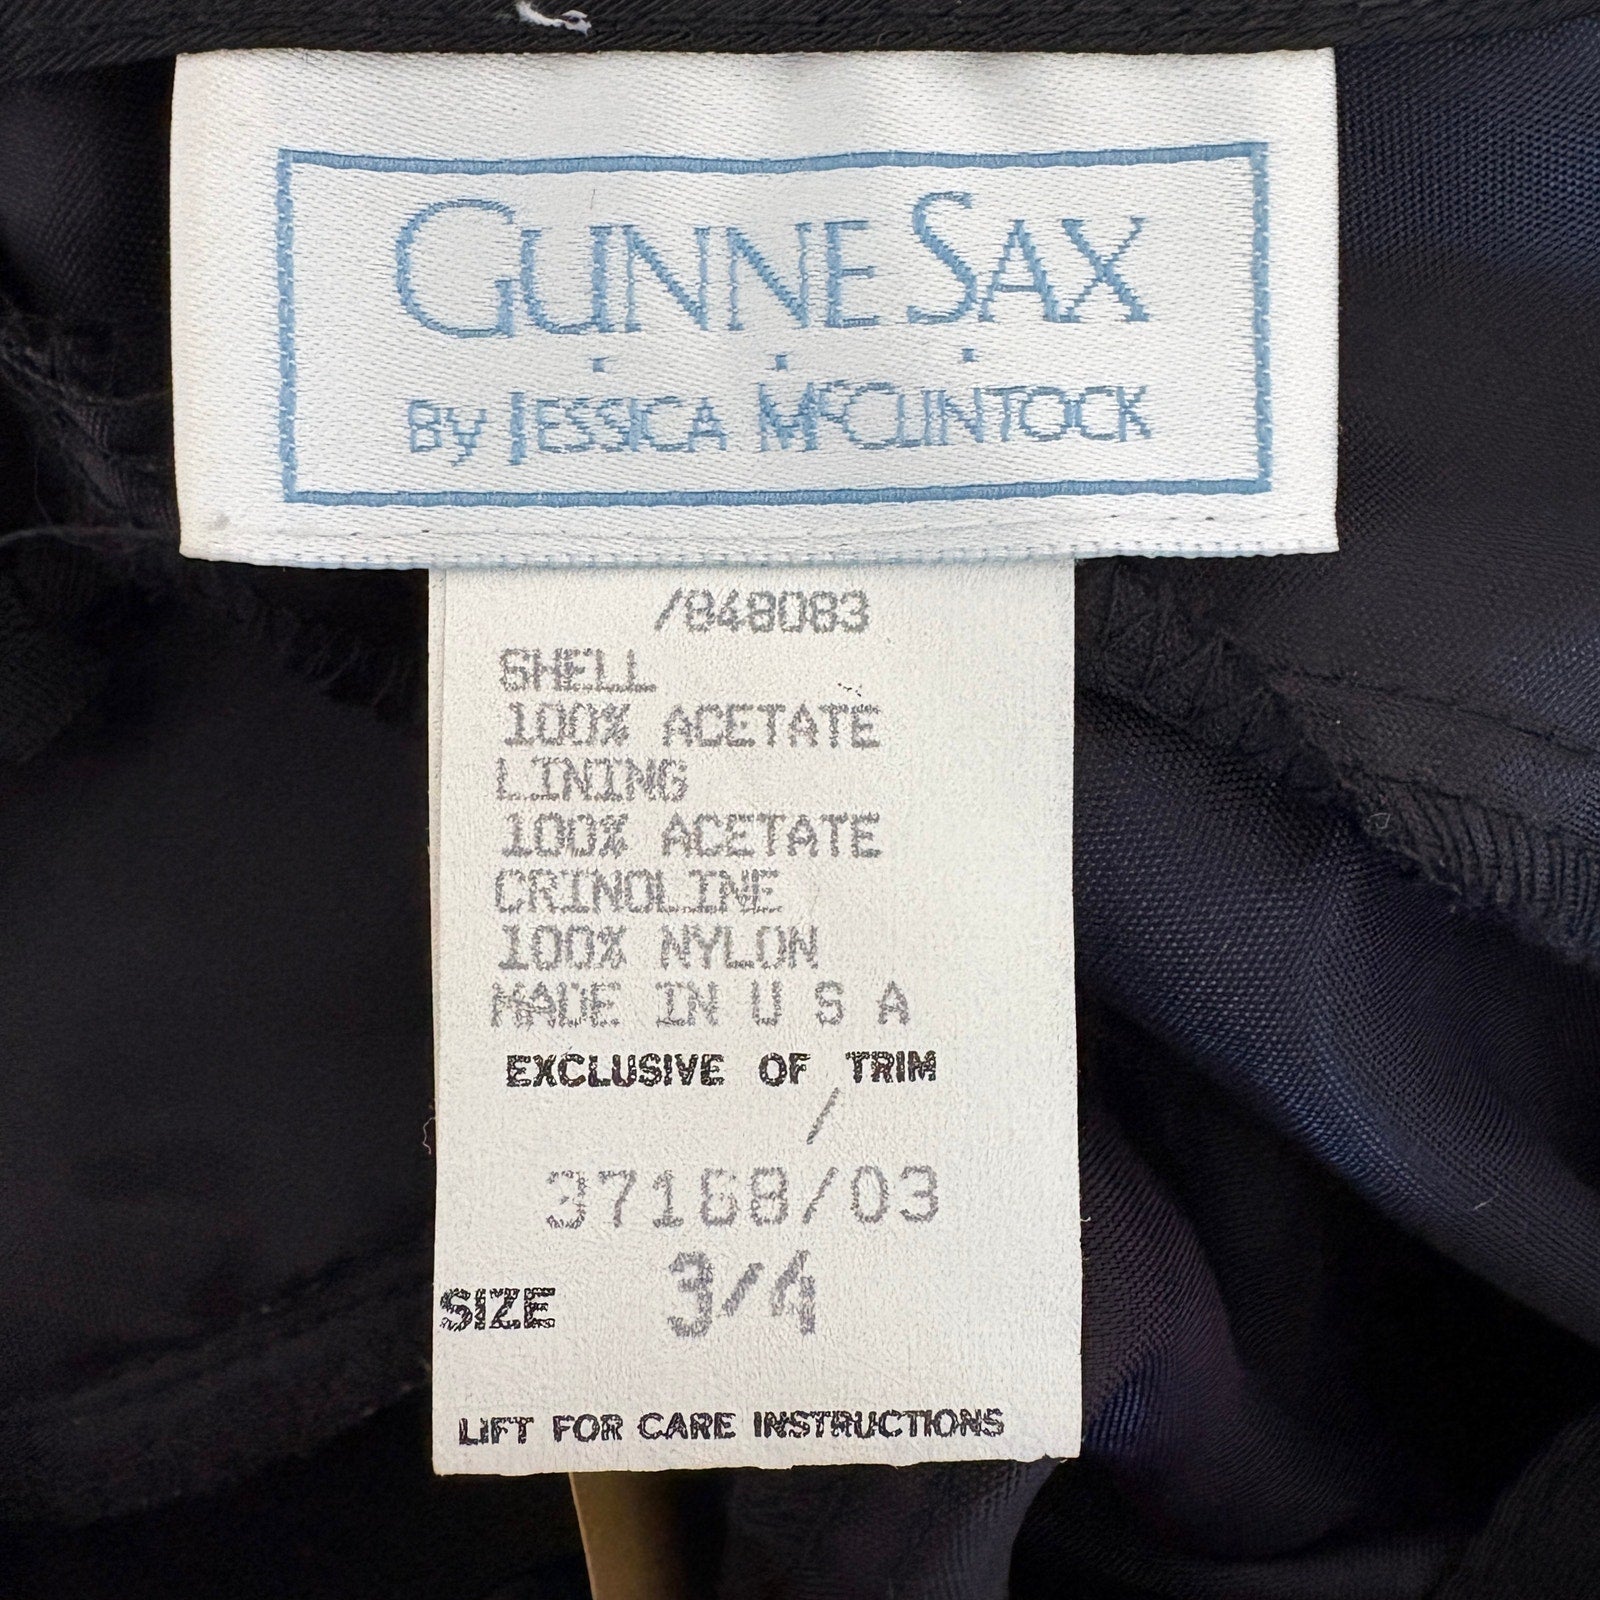 GUNNE SAX
BY JESSICA McCLINTOCK
/848083
SHELL
100% ACETATE
LINING
100% ACETATE
CRINOLINE
100% NYLON
MADE IN U S A
EXCLUSIVE OF TRIM
/
37168/03
SIZE 3/4
LIFT FOR CARE INSTRUCTIONS